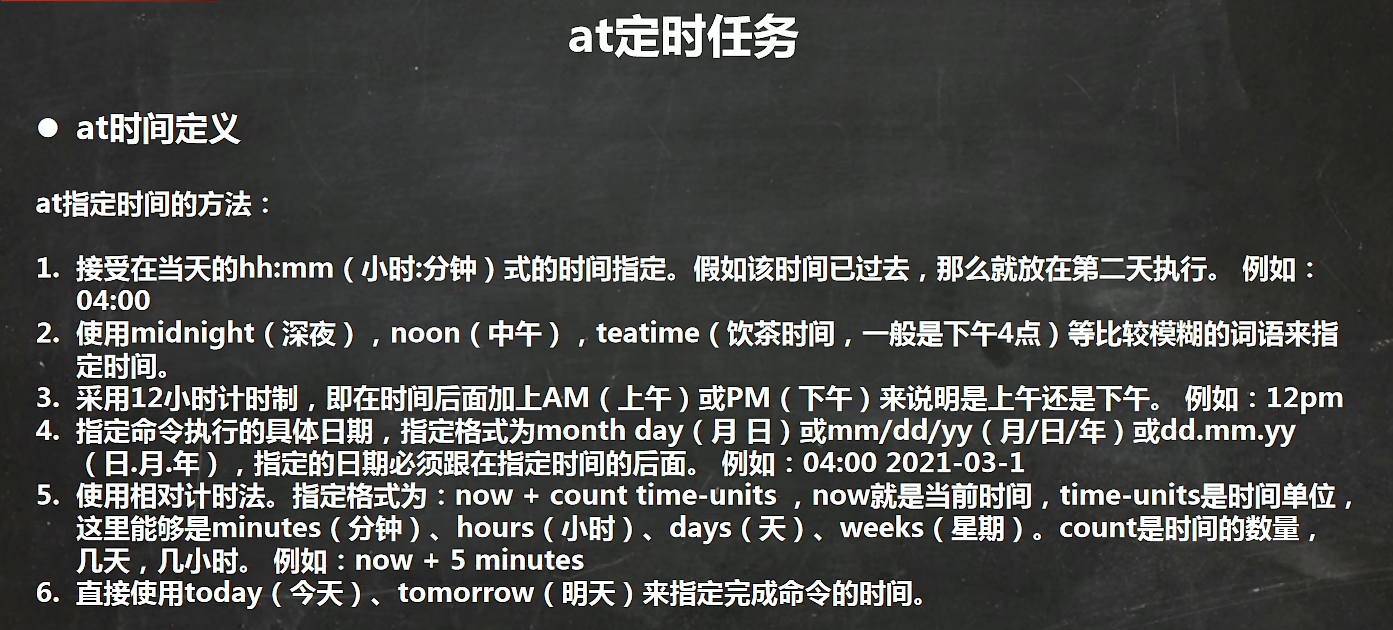 at定时任务
● at时间定义
at指定时间的方法：
1. 接受在当天的hh:mm（小时:分钟）式的时间指定。假如该时间已过去，那么就放在第二天执行。 例如：
04:00
2. 使用midnight（深夜），noon（中午），teatime（饮茶时间，一般是下午4点）等比较模糊的词语来指
定时间。
3. 采用12小时计时制，即在时间后面加上AM（上午）或PM（下午）来说明是上午还是下午。 例如：12pm
4. 指定命令执行的具体日期，指定格式为month day（月 日）或mm/dd/yy（月/日/年）或dd.mm.yy
（日.月.年），指定的日期必须跟在指定时间的后面。 例如：04:00 2021-03-1
5. 使用相对计时法。指定格式为：now + count time-units ，now就是当前时间，time-units是时间单位，
这里能够是minutes（分钟）、hours（小时）、days（天）、weeks（星期）。count是时间的数量，
几天，几小时。 例如：now + 5 minutes
6. 直接使用today（今天）、tomorrow（明天）来指定完成命令的时间。